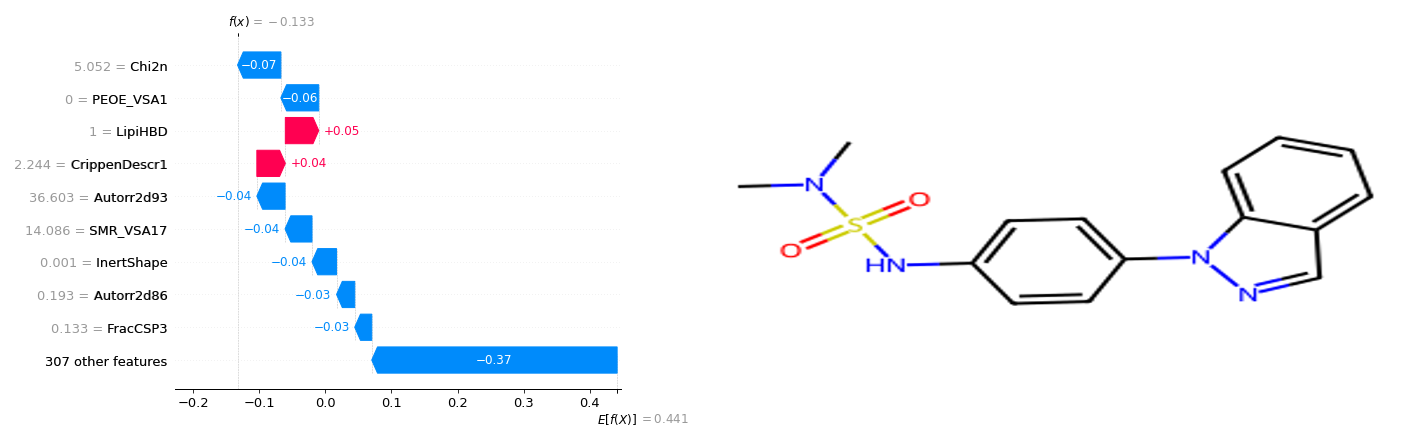 f(x) = −0.133
5.052 = Chi2n
−0.07
0 = PEOE_VSA1
−0.06
1 = LipiHBD
+0.05
2.244 = CrippenDescr1
+0.04
36.603 = Autorr2d93
−0.04
14.086 = SMR_VSA17
−0.04
0.001 = InertShape
−0.04
0.193 = Autorr2d86
−0.03
0.133 = FracCSP3
−0.03
307 other features
−0.37
−0.2 −0.1 0.0 0.1 0.2 0.3 0.4
E[f(X)] = 0.441
N
O
S
O
HN
N
N